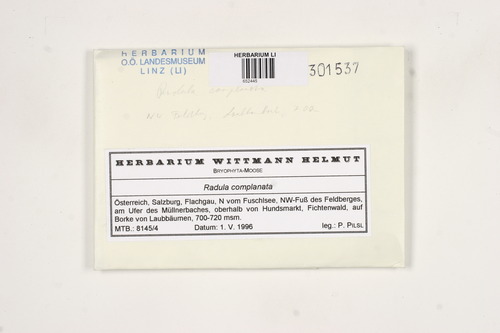 HERBARIUM
O.Ö. LANDESMUSEUM
LINZ (LI)
HERBARIUM LI
301537
Radula complanata
HERBARIUM WITTMANN HELMUT
BRYOPHYTA-MOOSE
Radula complanata
Österreich, Salzburg, Flachgau, N vom Fuschlsee, NW-Fuß des Feldberges,
am Ufer des Müllnerbaches, oberhalb von Hundsmarkt, Fichtenwald, auf
Borke von Laubbäumen, 700-720 msm.
MTB.: 8145/4 Datum: 1. V. 1996 leg.: P. PILSL